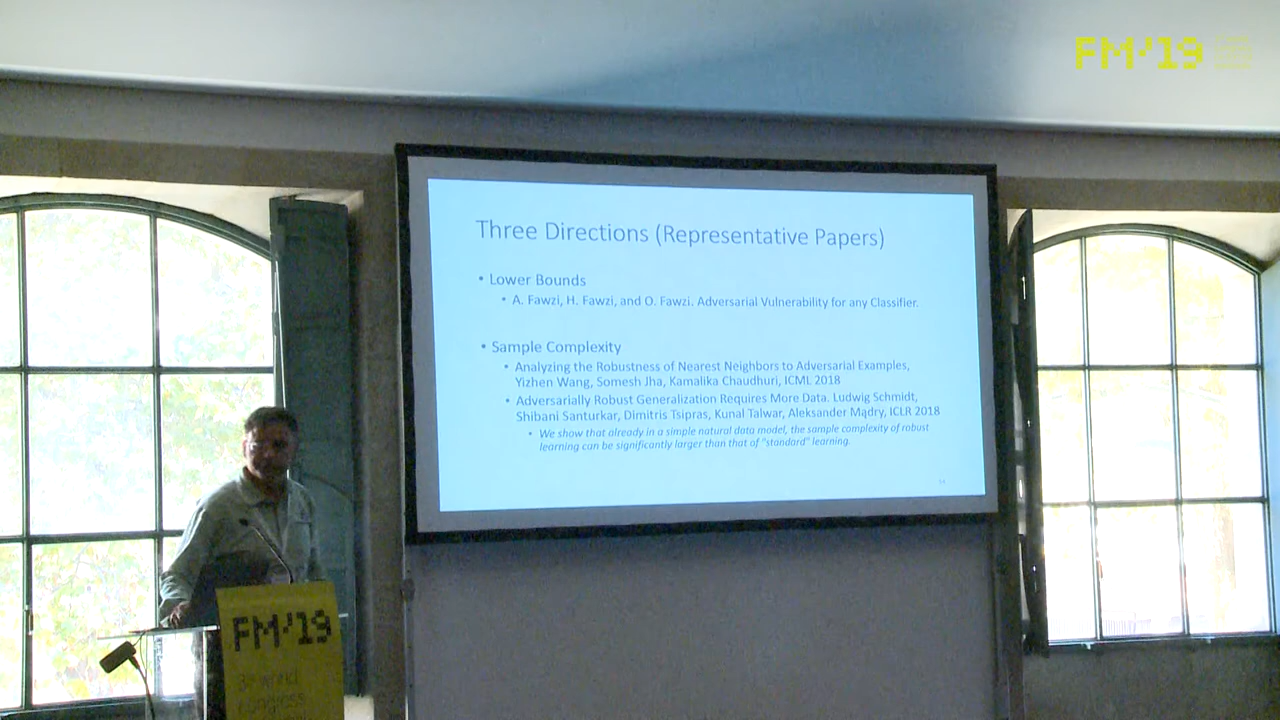 FM'19
Three Directions (Representative Papers)
• Lower Bounds
• A. Fawzi, H. Fawzi, and O. Fawzi. Adversarial Vulnerability for any Classifier.
• Sample Complexity
• Analyzing the Robustness of Nearest Neighbors to Adversarial Examples,
Yizhen Wang, Somesh Jha, Kamalika Chaudhuri, ICML 2018
• Adversarially Robust Generalization Requires More Data. Ludwig Schmidt,
Shibani Santurkar, Dimitris Tsipras, Kunal Talwar, Aleksander Mądry, ICLR 2018
• We show that already in a simple natural data model, the sample complexity of robust
learning can be significantly larger than that of "standard" learning.
FM'19
world
congress